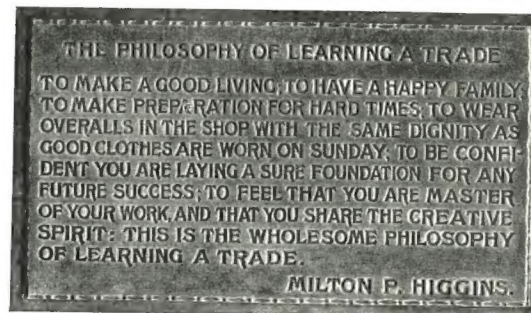 THE PHILOSOPHY OF LEARNING A TRADE
TO MAKE A GOOD LIVING; TO HAVE A HAPPY FAMILY;
TO MAKE PREPARATION FOR HARD TIMES; TO WEAR
OVERALLS IN THE SHOP WITH THE SAME DIGNITY AS
GOOD CLOTHES ARE WORN ON SUNDAY; TO BE CONFI
DENT YOU ARE LAYING A SURE FOUNDATION FOR ANY
FUTURE SUCCESS; TO FEEL THAT YOU ARE MASTER
OF YOUR WORK, AND THAT YOU SHARE THE CREATIVE
SPIRIT: THIS IS THE WHOLESOME PHILOSOPHY
OF LEARNING A TRADE.
MILTON P. HIGGINS.